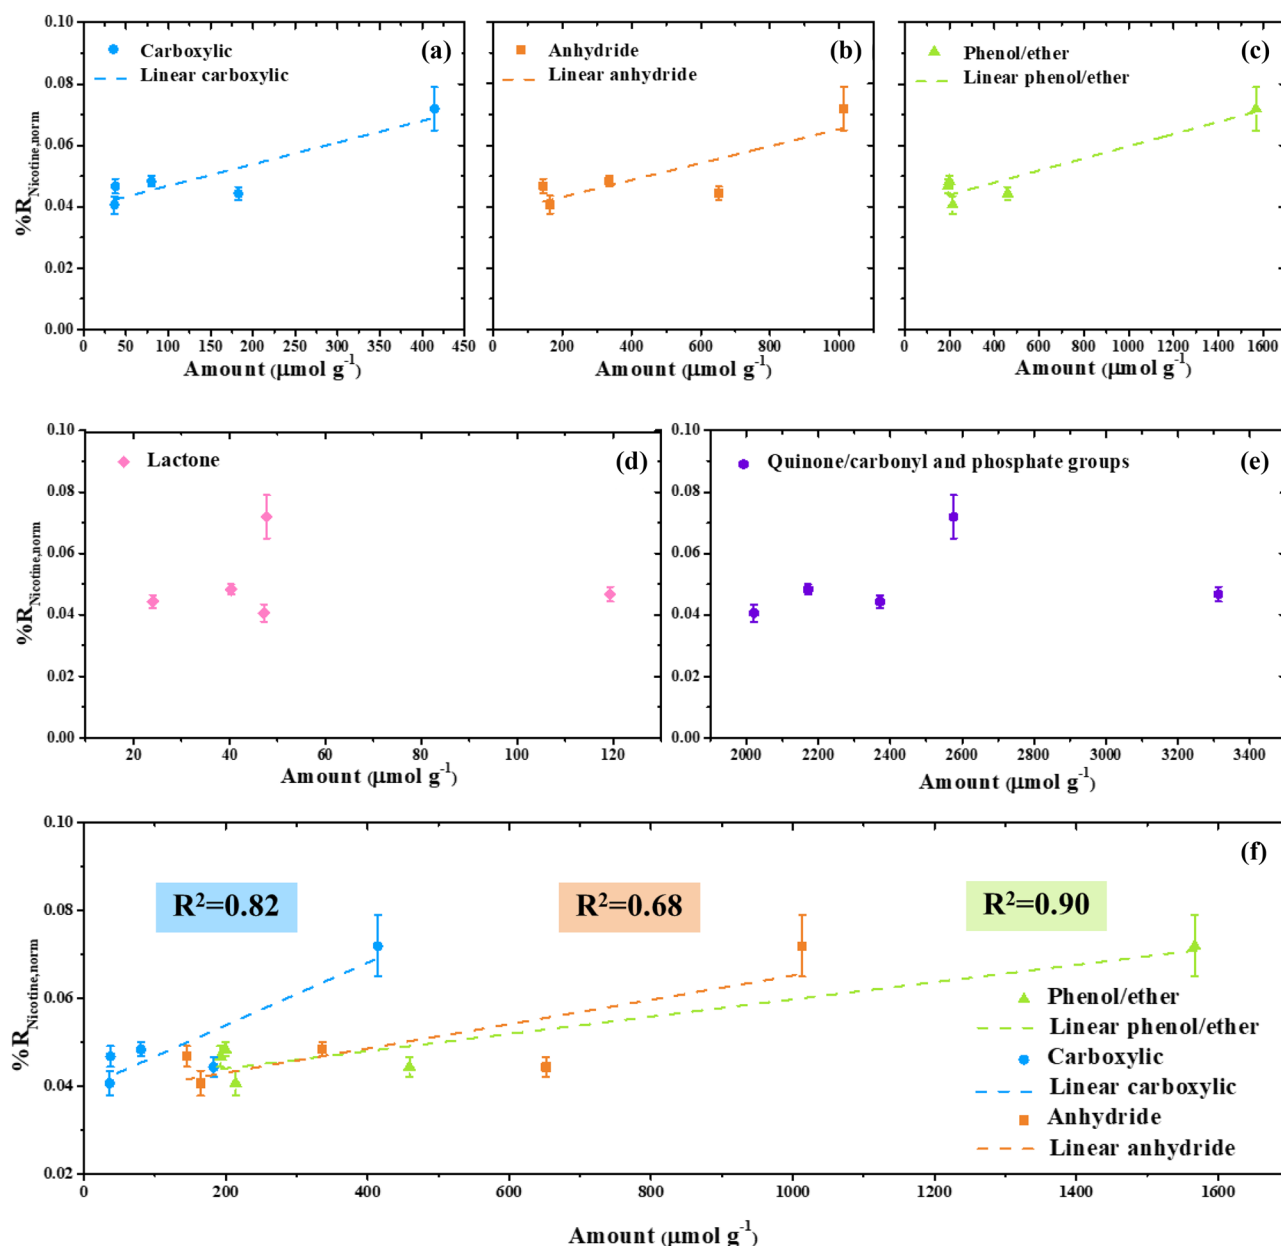 Carboxylic
Linear carboxylic
(a)
%R_Nicotine,norm
0.10
0.08
0.06
0.04
0.02
0.00
0 50 100 150 200 250 300 350 400 450
Amount (μmol g⁻¹)
Anhydride
Linear anhydride
(b)
0 200 400 600 800 1000
Amount (μmol g⁻¹)
Phenol/ether
Linear phenol/ether
(c)
0 200 400 600 800 1000 1200 1400 1600
Amount (μmol g⁻¹)
Lactone
(d)
%R_Nicotine,norm
0.10
0.08
0.06
0.04
0.02
0.00
20 40 60 80 100 120
Amount (μmol g⁻¹)
Quinone/carbonyl and phosphate groups
(e)
0.10
0.08
0.06
0.04
0.02
0.00
2000 2200 2400 2600 2800 3000 3200 3400
Amount (μmol g⁻¹)
(f)
%R_Nicotine,norm
0.10
0.08
0.06
0.04
0.02
R²=0.82
R²=0.68
R²=0.90
Phenol/ether
Linear phenol/ether
Carboxylic
Linear carboxylic
Anhydride
Linear anhydride
0 200 400 600 800 1000 1200 1400 1600
Amount (μmol g⁻¹)